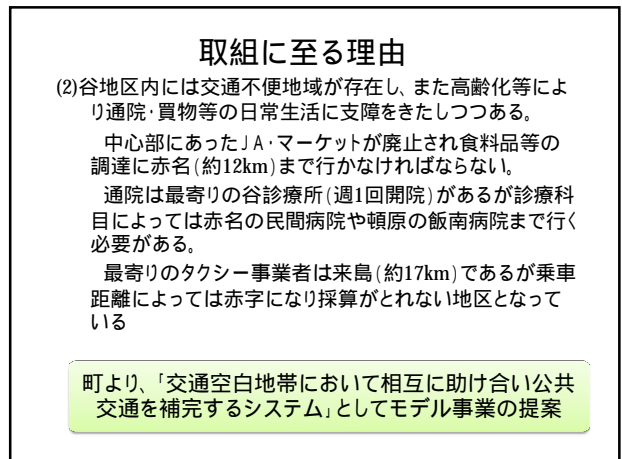 取組に至る理由
(2)谷地区内には交通不便地域が存在し、また高齢化等によ
り通院・買物等の日常生活に支障をきたしつつある。
中心部にあったJA・マーケットが廃止され食料品等の
調達に赤名(約12km)まで行かなければならない。
通院は最寄りの谷診療所(週1回開院)があるが診療科
目によっては赤名の民間病院や頓原の飯南病院まで行く
必要がある。
最寄りのタクシー事業者は来島(約17km)であるが乗車
距離によっては赤字になり採算がとれない地区となって
いる
町より、「交通空白地帯において相互に助け合い公共
交通を補完するシステム」としてモデル事業の提案